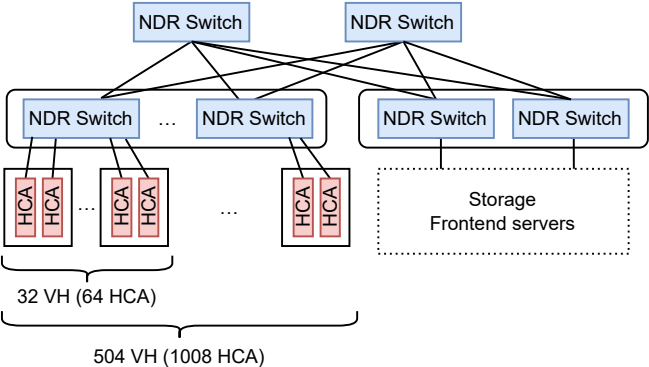 NDR Switch
NDR Switch
NDR Switch
...
NDR Switch
NDR Switch
NDR Switch
HCA
HCA
...
HCA
HCA
...
HCA
HCA
Storage
Frontend servers
32 VH (64 HCA)
504 VH (1008 HCA)